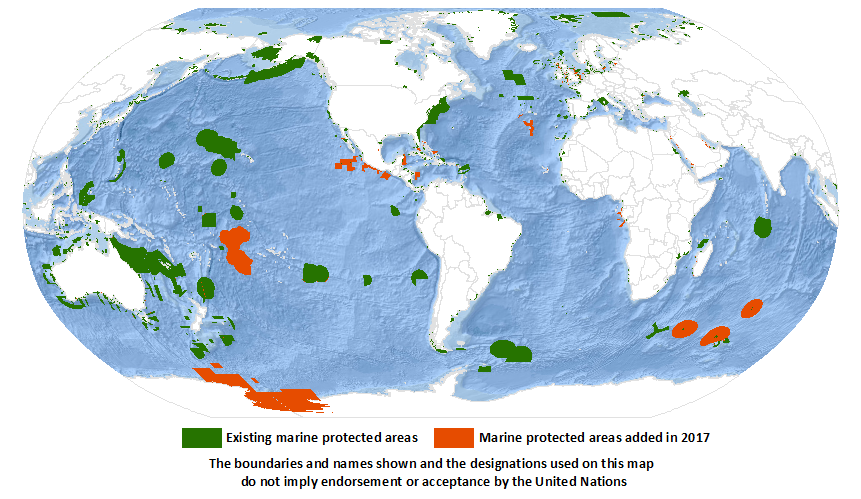 Existing marine protected areas
Marine protected areas added in 2017
The boundaries and names shown and the designations used on this map
do not imply endorsement or acceptance by the United Nations